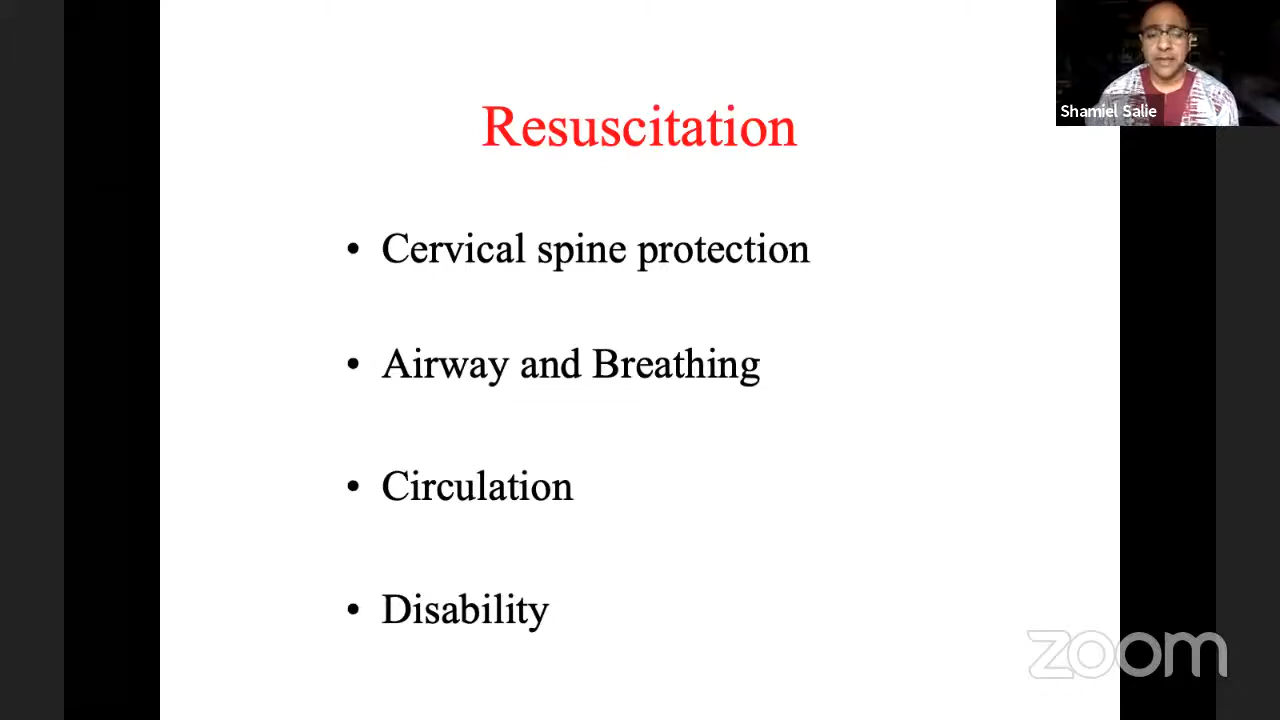 Resuscitation
Shamiel Salie
• Cervical spine protection
• Airway and Breathing
• Circulation
• Disability
zoom